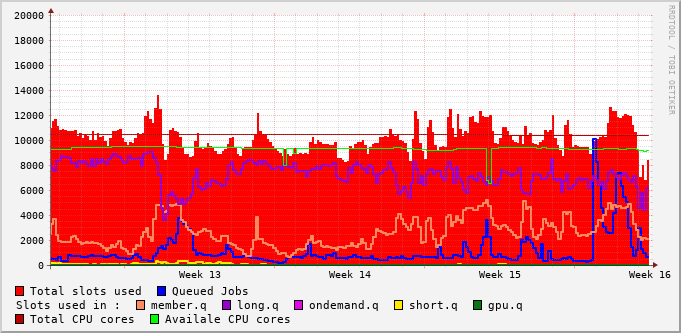 20000
18000
16000
14000
12000
10000
8000
6000
4000
2000
0
Week 13 Week 14 Week 15 Week 16
RRDTOOL / TOBI OETIKER
Total slots used Queued Jobs
Slots used in : member.q long.q ondemand.q short.q gpu.q
Total CPU cores Availale CPU cores